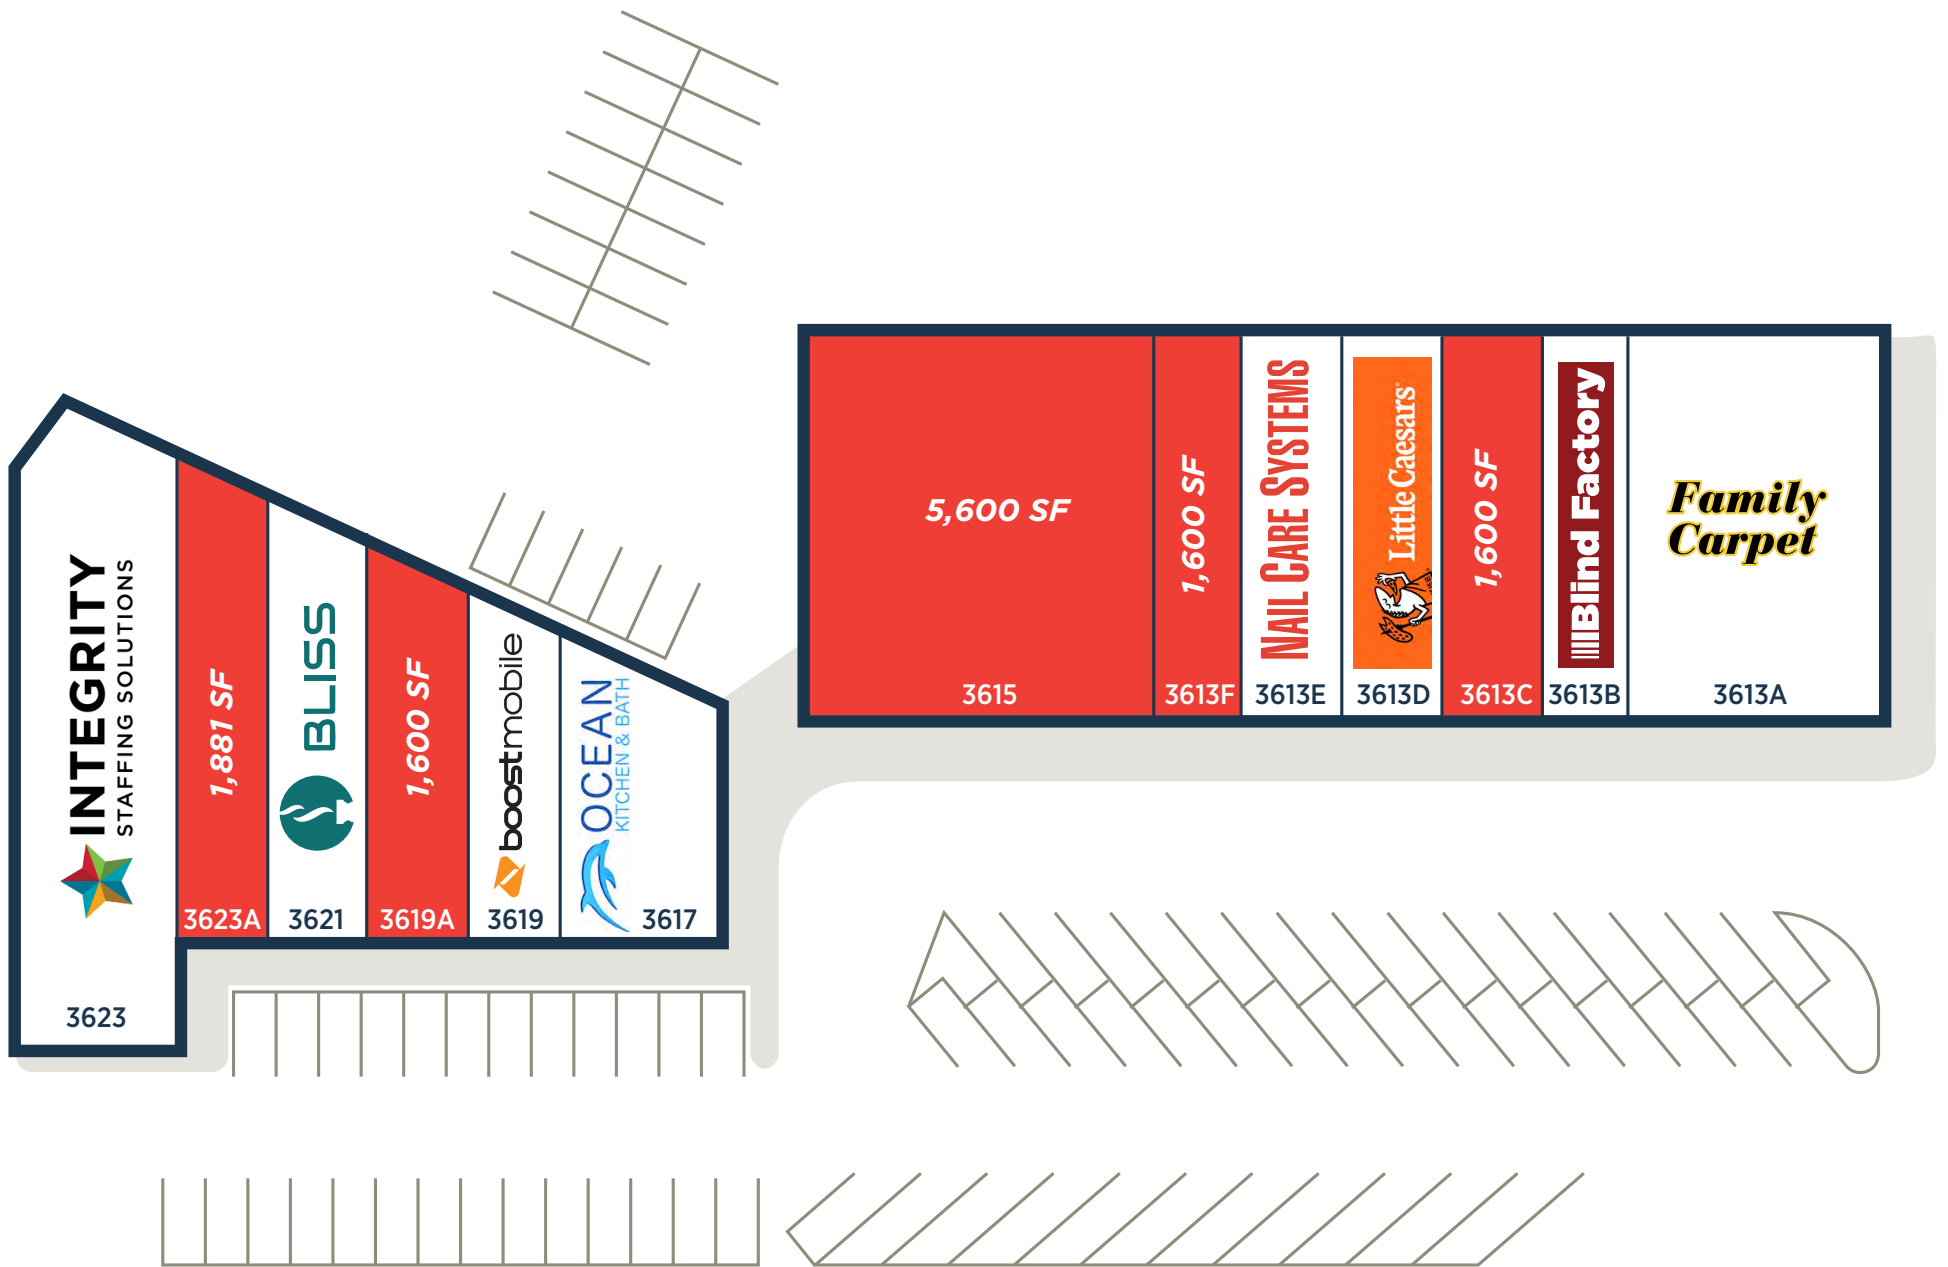 INTEGRITY
STAFFING SOLUTIONS
3623
1,881 SF
3623A
BLISS
3621
1,600 SF
3619A
boostmobile
3619
OCEAN
KITCHEN & BATH
3617
5,600 SF
3615
1,600 SF
3613F
NAIL CARE SYSTEMS
3613E
Little Caesars
3613D
1,600 SF
3613C
Blind Factory
3613B
Family
Carpet
3613A